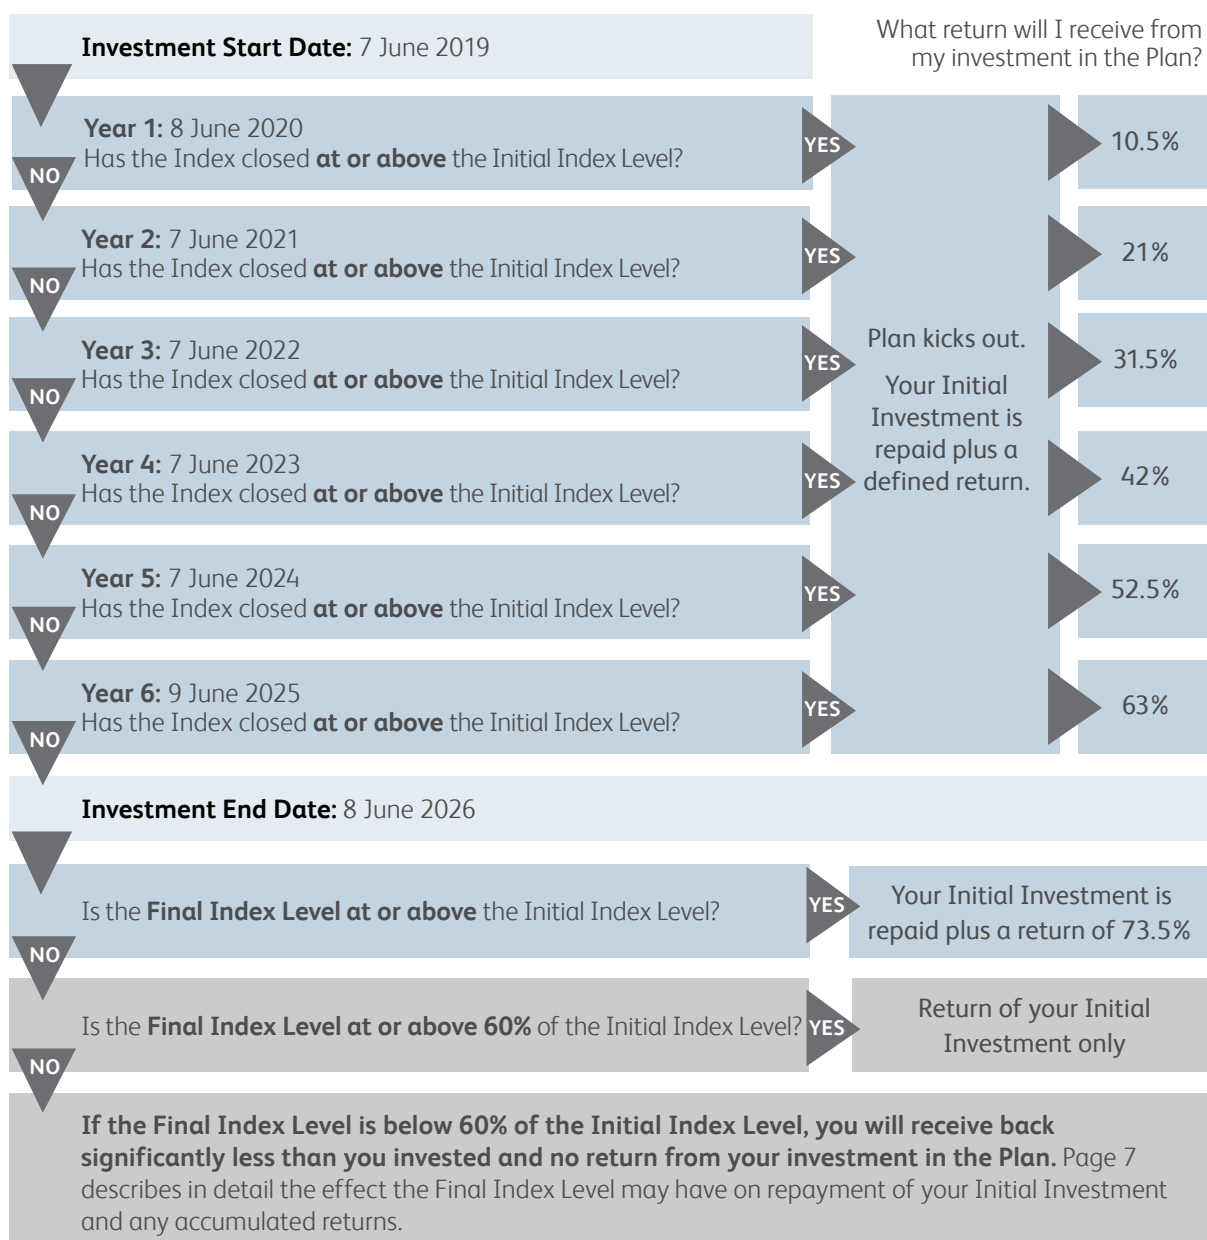 What return will I receive from
my investment in the Plan?
Investment Start Date: 7 June 2019
Year 1: 8 June 2020
Has the Index closed at or above the Initial Index Level?
YES
10.5%
NO
Year 2: 7 June 2021
Has the Index closed at or above the Initial Index Level?
YES
21%
NO
Year 3: 7 June 2022
Has the Index closed at or above the Initial Index Level?
YES
31.5%
NO
Plan kicks out.
Your Initial
Investment is
repaid plus a
defined return.
Year 4: 7 June 2023
Has the Index closed at or above the Initial Index Level?
YES
42%
NO
Year 5: 7 June 2024
Has the Index closed at or above the Initial Index Level?
YES
52.5%
NO
Year 6: 9 June 2025
Has the Index closed at or above the Initial Index Level?
YES
63%
NO
Investment End Date: 8 June 2026
Is the Final Index Level at or above the Initial Index Level?
YES
Your Initial Investment is
repaid plus a return of 73.5%
NO
Is the Final Index Level at or above 60% of the Initial Index Level?
YES
Return of your Initial
Investment only
NO
If the Final Index Level is below 60% of the Initial Index Level, you will receive back
significantly less than you invested and no return from your investment in the Plan. Page 7
describes in detail the effect the Final Index Level may have on repayment of your Initial Investment
and any accumulated returns.